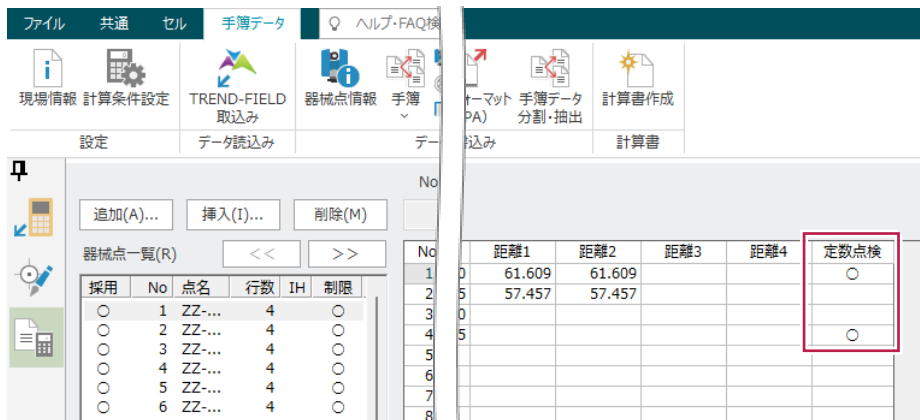 ファイル 共通 セル 手簿データ ヘルプ・FAQ検
現場情報 計算条件設定 TREND-FIELD 取込み 器械点情報 手簿 ォーマット 手簿データ 分割・抽出 計算書作成
PA)
設定 データ読込み デー 込み 計算書
No
追加(A)... 挿入(I)... 削除(M)
器械点一覧(R) << >>
No 距離1 距離2 距離3 距離4 定数点検
1 0 61.609 61.609 ○
2 5 57.457 57.457
3 0
4 5 ○
5
6
7
8
採用 No 点名 行数 IH 制限
○ 1 ZZ-... 4 ○
○ 2 ZZ-... 4 ○
○ 3 ZZ-... 4 ○
○ 4 ZZ-... 4 ○
○ 5 ZZ-... 4 ○
○ 6 ZZ-... 4 ○